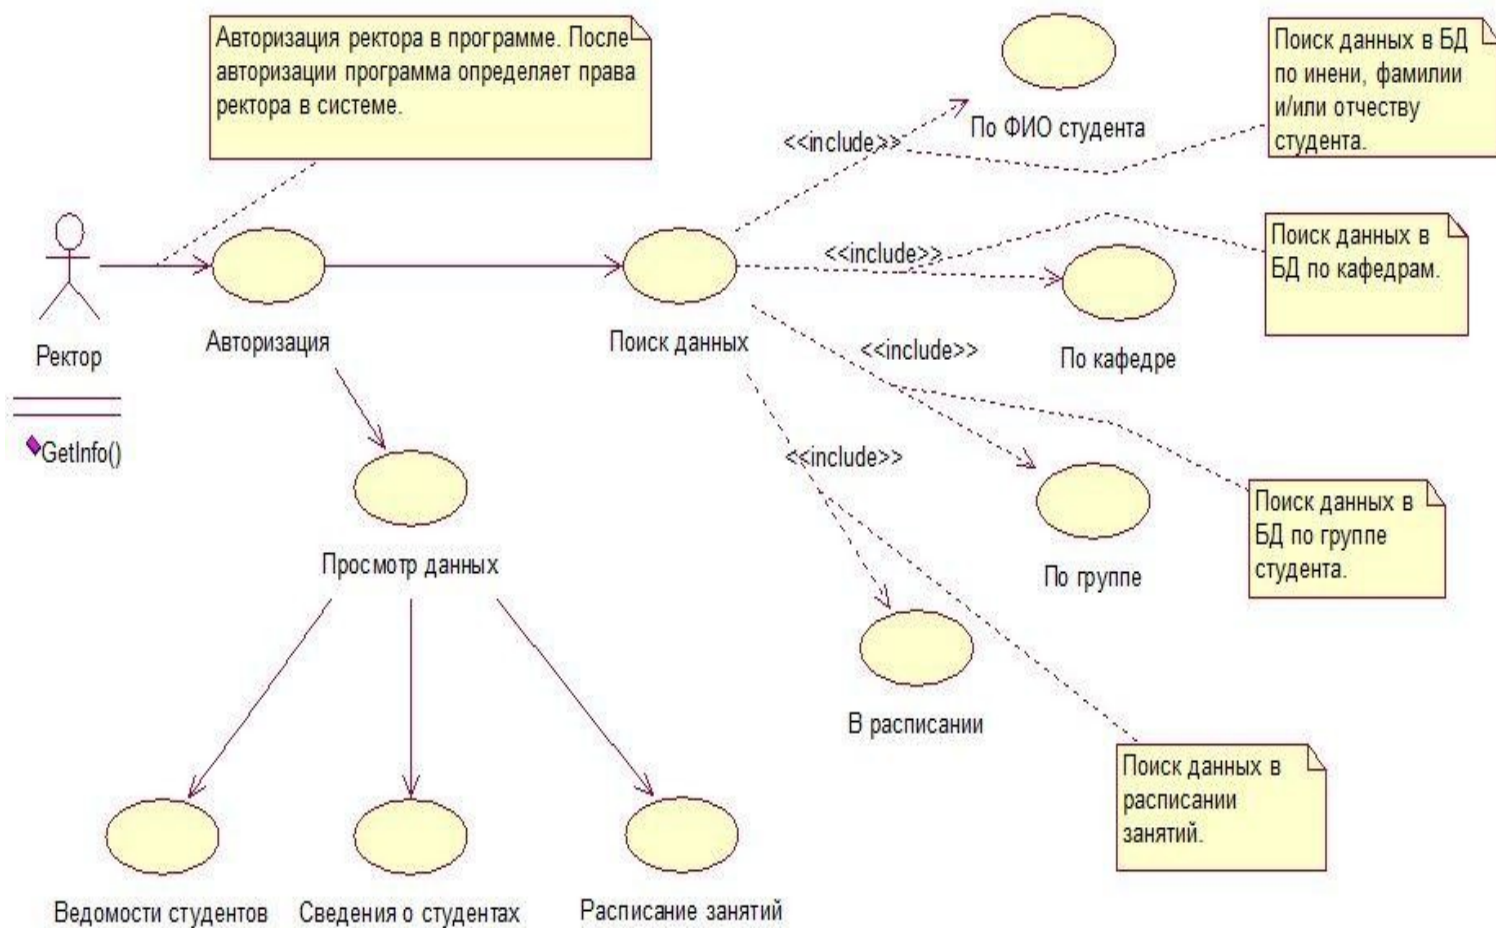 Авторизация ректора в программе. После
авторизации программа определяет права
ректора в системе.
По ФИО студента
Поиск данных в БД
по инени, фамилии
и/или отчеству
студента.
<<include>>
Ректор
GetInfo()
Авторизация
Поиск данных
<<include>>
По кафедре
Поиск данных в
БД по кафедрам.
<<include>>
По группе
Поиск данных в
БД по группе
студента.
<<include>>
В расписании
Поиск данных в
расписании
занятий.
Просмотр данных
Ведомости студентов
Сведения о студентах
Расписание занятий